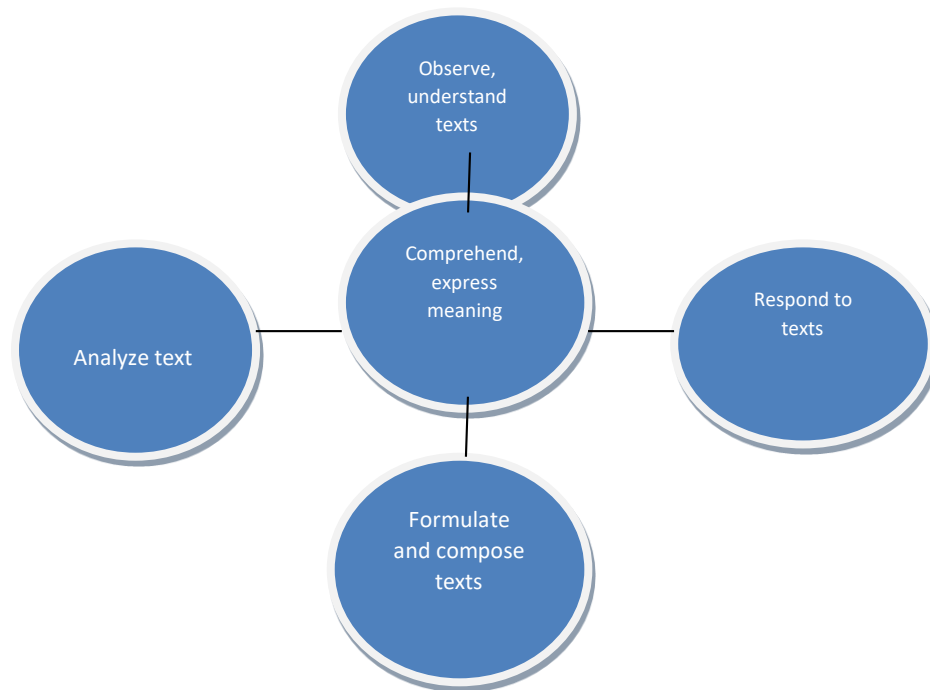 Observe,
understand
texts
Comprehend,
express
meaning
Analyze text
Respond to
texts
Formulate
and compose
texts